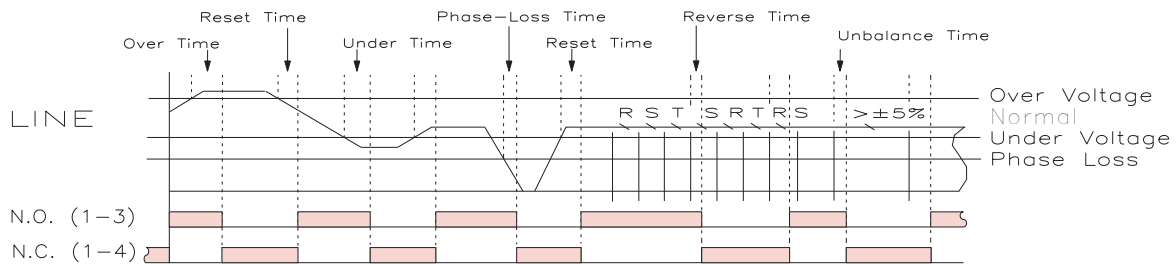 Reset Time Phase-Loss Time Reverse Time
Over Time Under Time Reset Time Unbalance Time
LINE
R S T S R T R S >±5%
Over Voltage
Normal
Under Voltage
Phase Loss
N.O. (1-3)
N.C. (1-4)